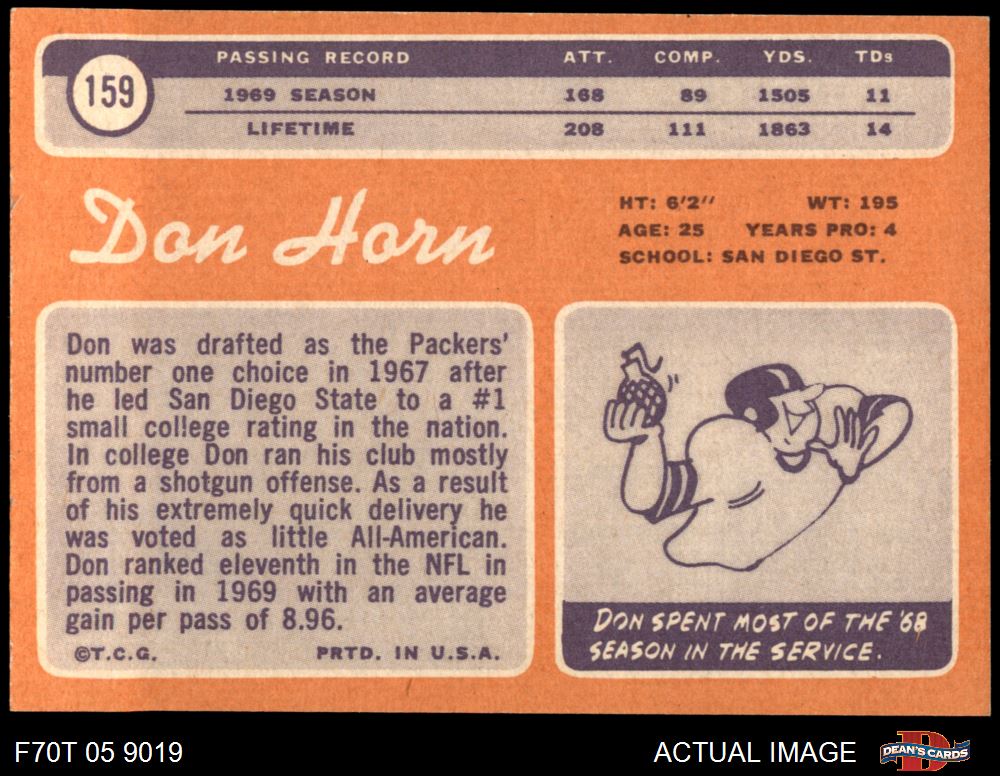 159
PASSING RECORD ATT. COMP. YDS. TDs
1969 SEASON 168 89 1505 11
LIFETIME 208 111 1863 14
Don Horn
HT: 6'2" WT: 195
AGE: 25 YEARS PRO: 4
SCHOOL: SAN DIEGO ST.
Don was drafted as the Packers'
number one choice in 1967 after
he led San Diego State to a #1
small college rating in the nation.
In college Don ran his club mostly
from a shotgun offense. As a result
of his extremely quick delivery he
was voted as little All-American.
Don ranked eleventh in the NFL in
passing in 1969 with an average
gain per pass of 8.96.
©T.C.G. PRTD. IN U.S.A.
DON SPENT MOST OF THE '68
SEASON IN THE SERVICE.
F70T 05 9019 ACTUAL IMAGE
DEAN'S CARDS